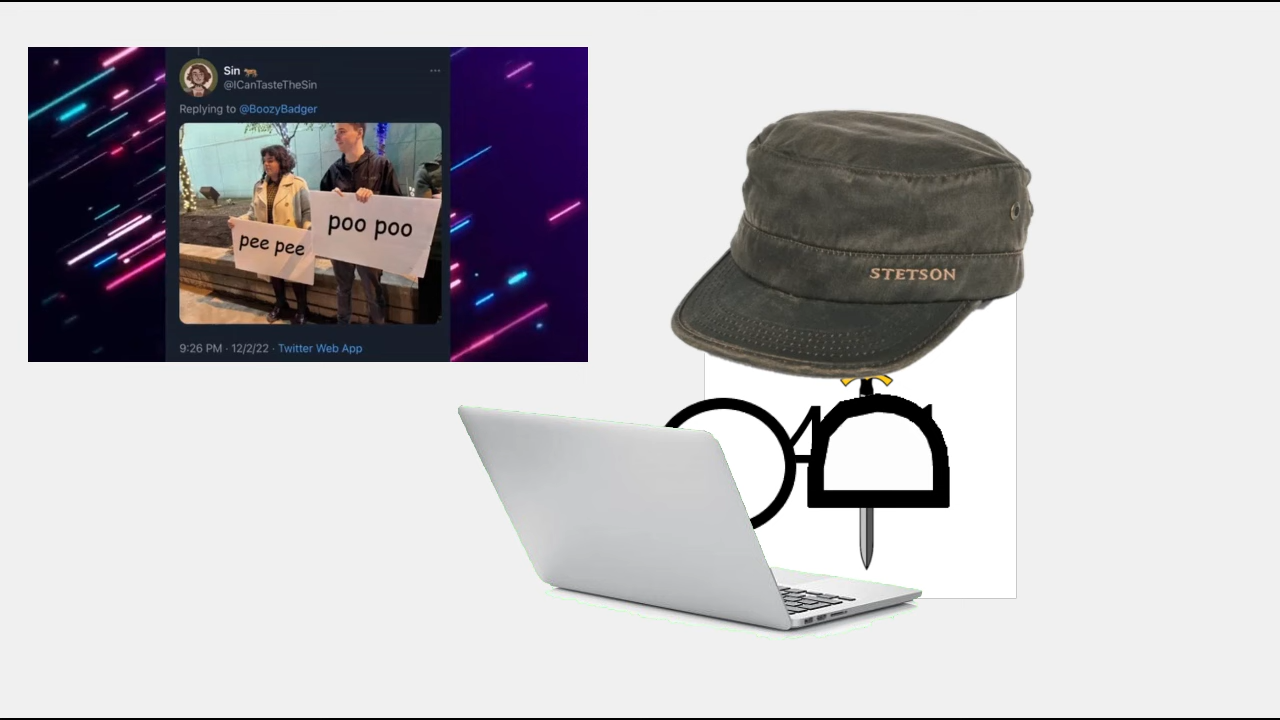 Sin
@ICanTasteTheSin
Replying to @BoozyBadger
pee pee
poo poo
9:26 PM · 12/2/22 · Twitter Web App
STETSON